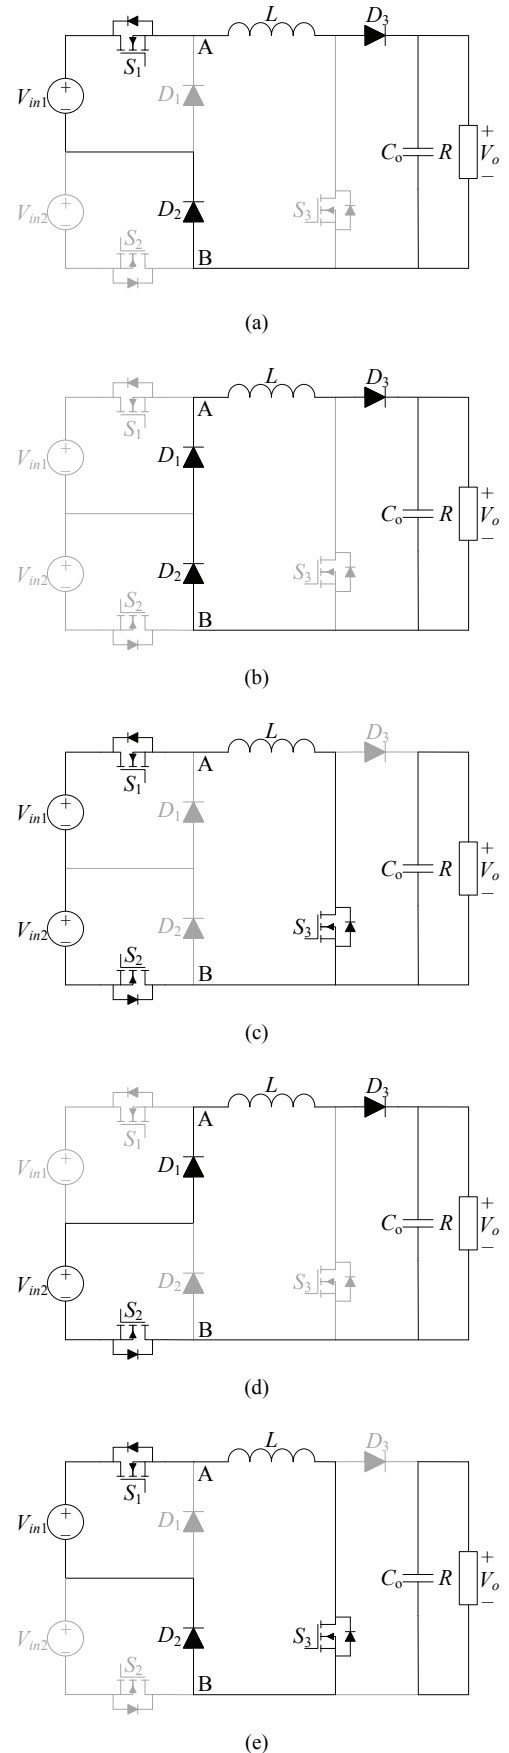 A L D3
S1
Vin1 + − D1
Co R + Vo −
D2 S3
Vin2 + − S2
B
(a)
A L D3
S1
Vin1 + − D1
Co R + Vo −
D2 S3
Vin2 + − S2
B
(b)
A L D3
S1
Vin1 + − D1
Co R + Vo −
D2 S3
Vin2 + − S2
B
(c)
A L D3
S1
Vin1 + − D1
Co R + Vo −
D2 S3
Vin2 + − S2
B
(d)
A L D3
S1
Vin1 + − D1
Co R + Vo −
D2 S3
Vin2 + − S2
B
(e)